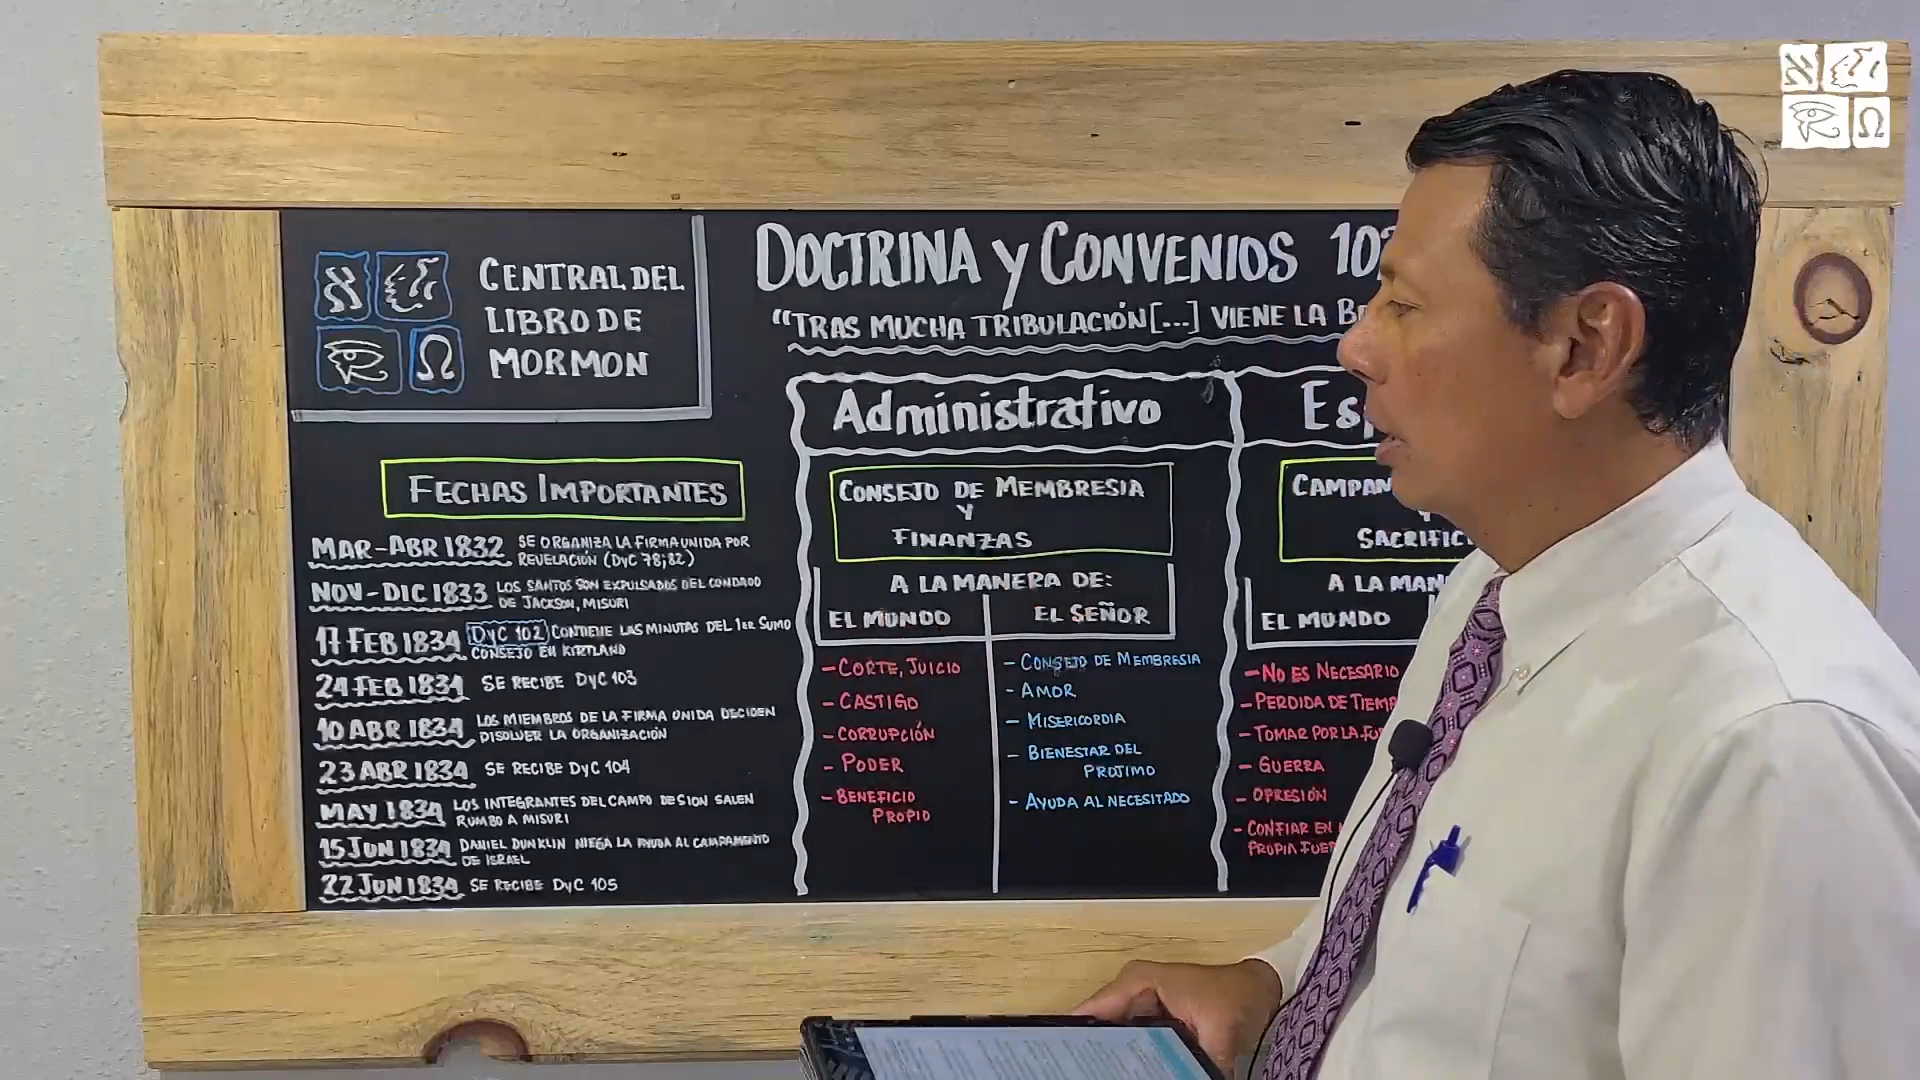 CENTRAL DEL
LIBRO DE
MORMON
DOCTRINA Y CONVENIOS
"TRAS MUCHA TRIBULACIÓN[...] VIENE LA
FECHAS IMPORTANTES
MAR-ABR 1832 SE ORGANIZA LA FIRMA UNIDA POR
REVELACIÓN (DyC 78;82)
NOV-DIC 1833 LOS SANTOS SON EXPULSADOS DEL CONDADO
DE JACKSON, MISURI
17 FEB 1834 DyC 102 CONTIENE LAS MINUTAS DEL 1ER SUMO
CONSEJO EN KIRTLAND
24 FEB 1834 SE RECIBE DyC 103
10 ABR 1834 LOS MIEMBROS DE LA FIRMA UNIDA DECIDEN
DISOLVER LA ORGANIZACIÓN
23 ABR 1834 SE RECIBE DyC 104
MAY 1834 LOS INTEGRANTES DEL CAMPO DE SION SALEN
RUMBO A MISURI
15 JUN 1834 DANIEL DUNKLIN NIEGA LA AYUDA AL CAMPAMENTO
DE ISRAEL
22 JUN 1834 SE RECIBE DyC 105
Administrativo
CONSEJO DE MEMBRESIA
Y
FINANZAS
A LA MANERA DE:
EL MUNDO
- CORTE, JUICIO
- CASTIGO
- CORRUPCIÓN
- PODER
- BENEFICIO
PROPIO
EL SEÑOR
- CONSEJO DE MEMBRESIA
- AMOR
- MISERICORDIA
- BIENESTAR DEL
PROJIMO
- AYUDA AL NECESITADO
Y
A LA
EL MUNDO
- NO ES NECESARIO
- PERDIDA DE
- TOMAR POR LA
- GUERRA
- OPRESIÓN
- CONFIAR EN
PROPIA